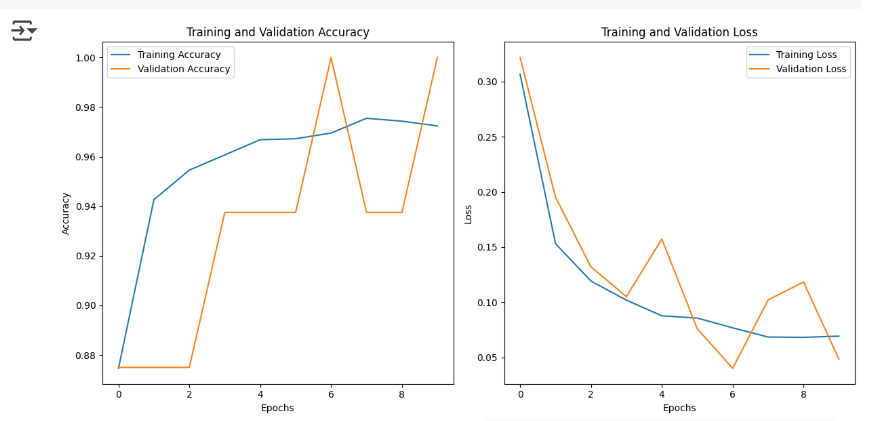 Training and Validation Accuracy
Training Accuracy
Validation Accuracy
1.00
0.98
0.96
0.94
0.92
0.90
0.88
Accuracy
0
2
4
6
8
Epochs
Training and Validation Loss
Training Loss
Validation Loss
0.30
0.25
0.20
0.15
0.10
0.05
Loss
0
2
4
6
8
Epochs